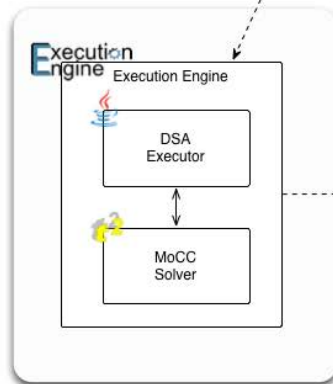 Execution
Engine
Execution Engine
DSA
Executor
MoCC
Solver